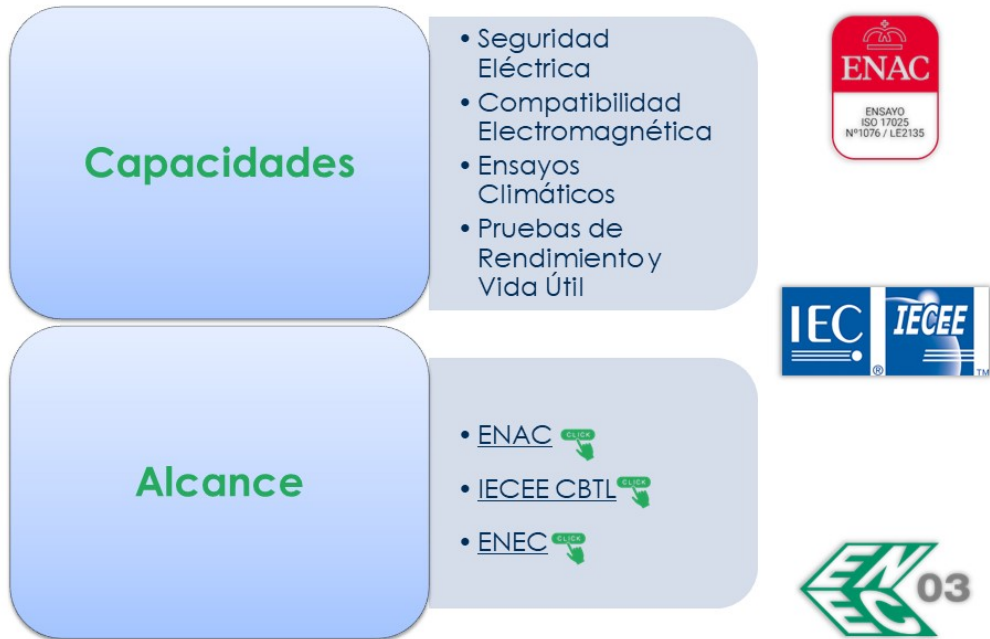 Capacidades
• Seguridad
Eléctrica
• Compatibilidad
Electromagnética
• Ensayos
Climáticos
• Pruebas de
Rendimiento y
Vida Útil
ENAC
ENSAYO
ISO 17025
Nº1076 / LE2135
IEC
®
IECEE
TM
Alcance
• ENAC
CLICK
• IECEE CBTL
CLICK
• ENEC
CLICK
EN
EC
03